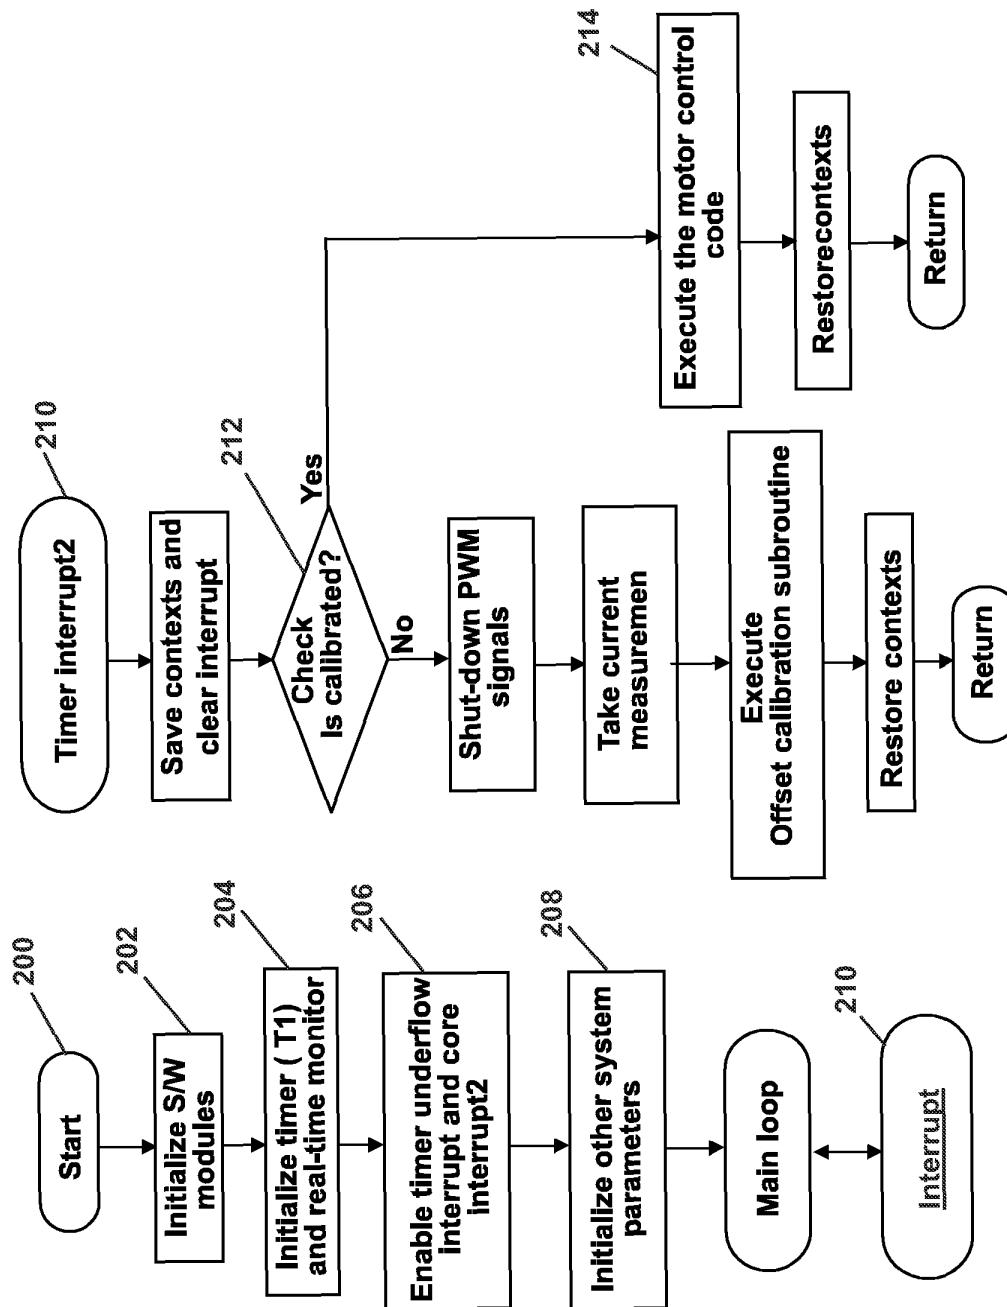 200
Start
202
Initialize S/W
modules
204
Initialize timer ( T1)
and real-time monitor
206
Enable timer underflow
interrupt and core
interrupt2
208
Initialize other system
parameters
Main loop
210
Interrupt
210
Timer interrupt2
Save contexts and
clear interrupt
212
Check
Is calibrated?
Yes
No
Shut-down PWM
signals
Take current
measuremen
Execute
Offset calibration subroutine
Restore contexts
Return
214
Execute the motor control
code
Restorecontexts
Return